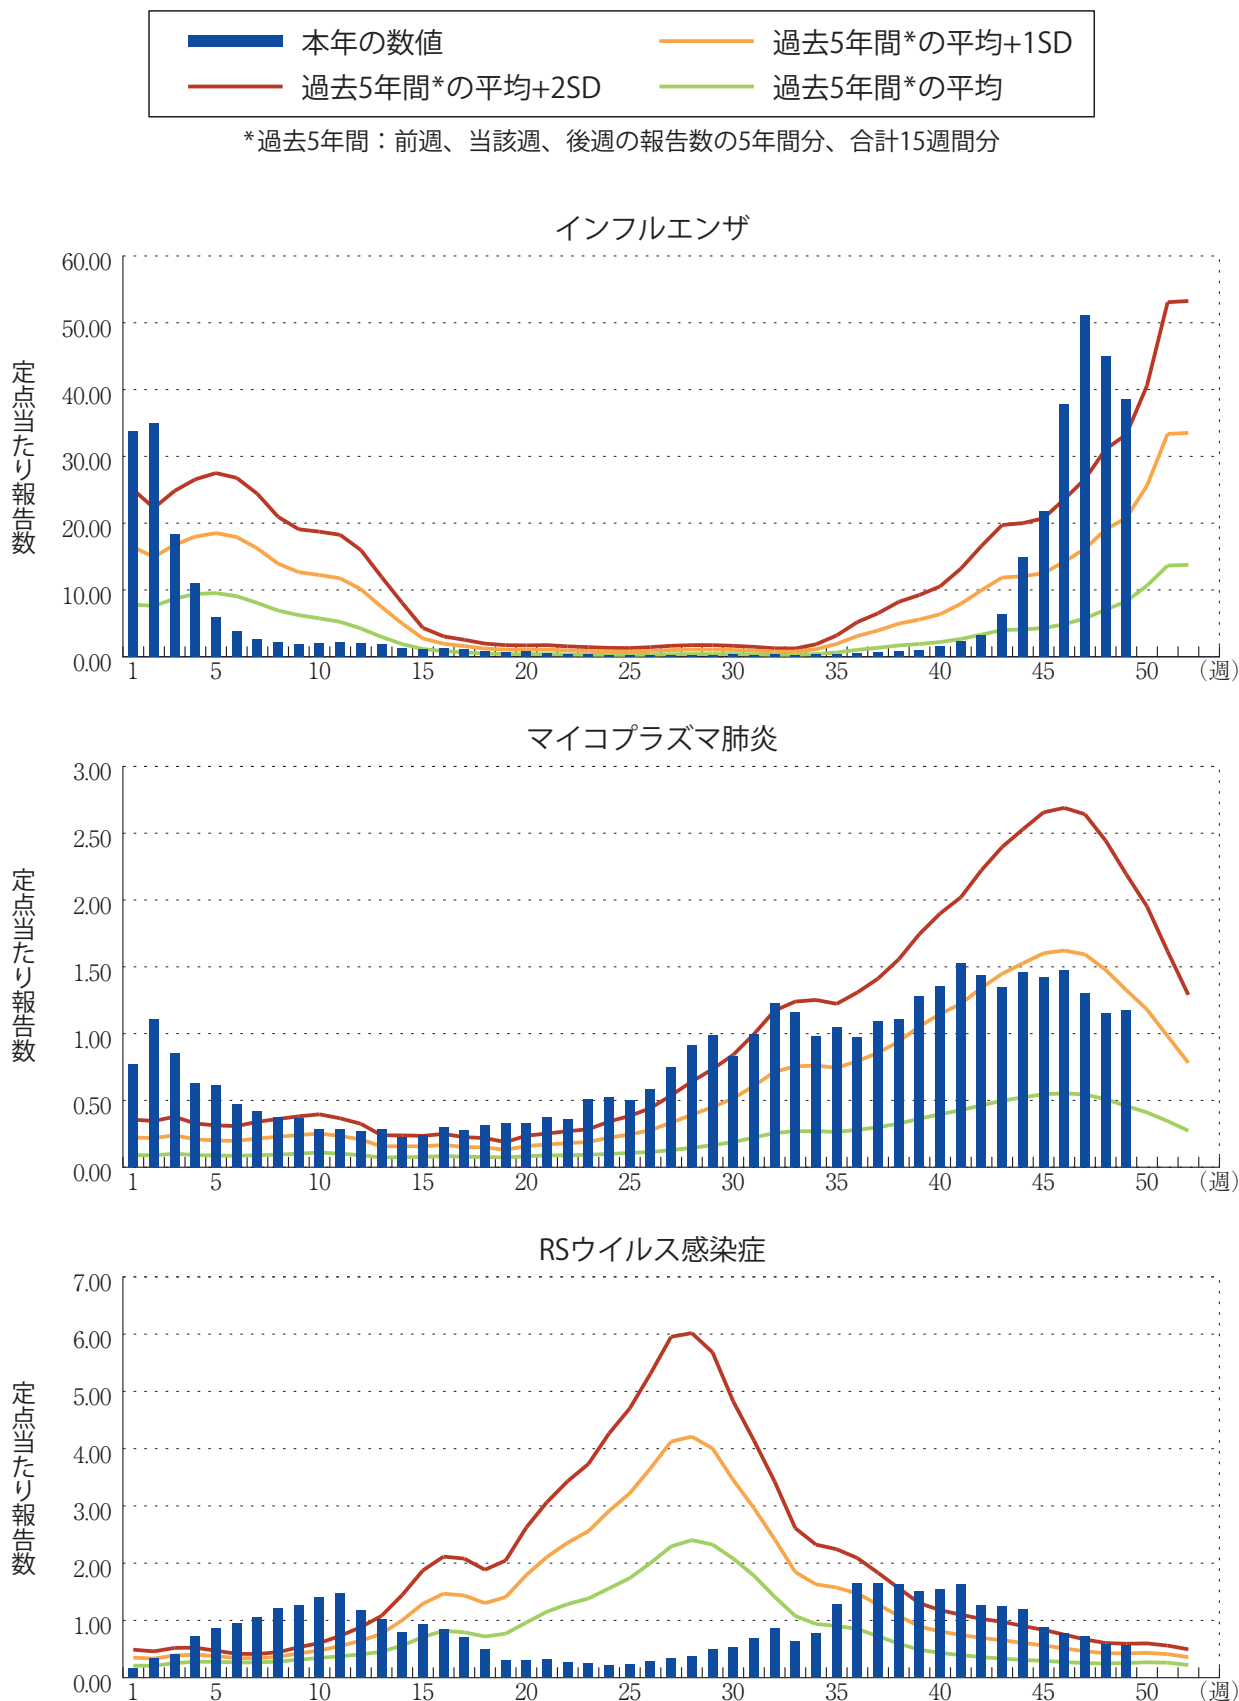 本年の数値
過去5年間*の平均+1SD
過去5年間*の平均+2SD
過去5年間*の平均
*過去5年間：前週、当該週、後週の報告数の5年間分、合計15週間分
インフルエンザ
定点当たり報告数
60.00
50.00
40.00
30.00
20.00
10.00
0.00
1 5 10 15 20 25 30 35 40 45 50 （週）
マイコプラズマ肺炎
定点当たり報告数
3.00
2.50
2.00
1.50
1.00
0.50
0.00
1 5 10 15 20 25 30 35 40 45 50 （週）
RSウイルス感染症
定点当たり報告数
7.00
6.00
5.00
4.00
3.00
2.00
1.00
0.00
1 5 10 15 20 25 30 35 40 45 50 （週）